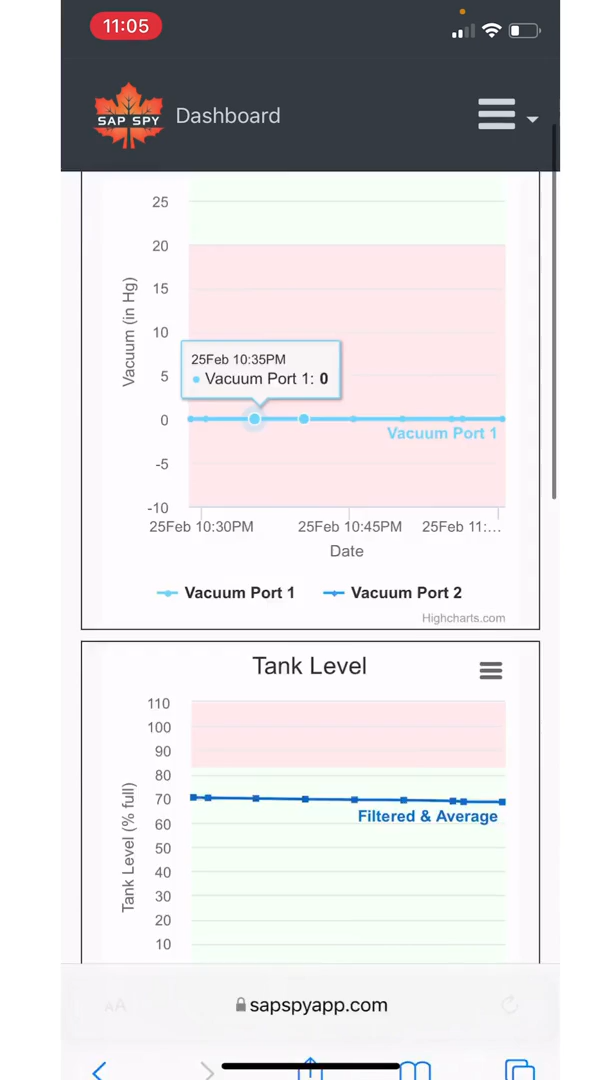 11:05
SAP SPY
Dashboard
25
20
15
10
5
0
-5
-10
Vacuum (in Hg)
25Feb 10:35PM
Vacuum Port 1: 0
Vacuum Port 1
25Feb 10:30PM
25Feb 10:45PM
25Feb 11:…
Date
Vacuum Port 1
Vacuum Port 2
Highcharts.com
Tank Level
110
100
90
80
70
60
50
40
30
20
10
Tank Level (% full)
Filtered & Average
AA
sapspyapp.com